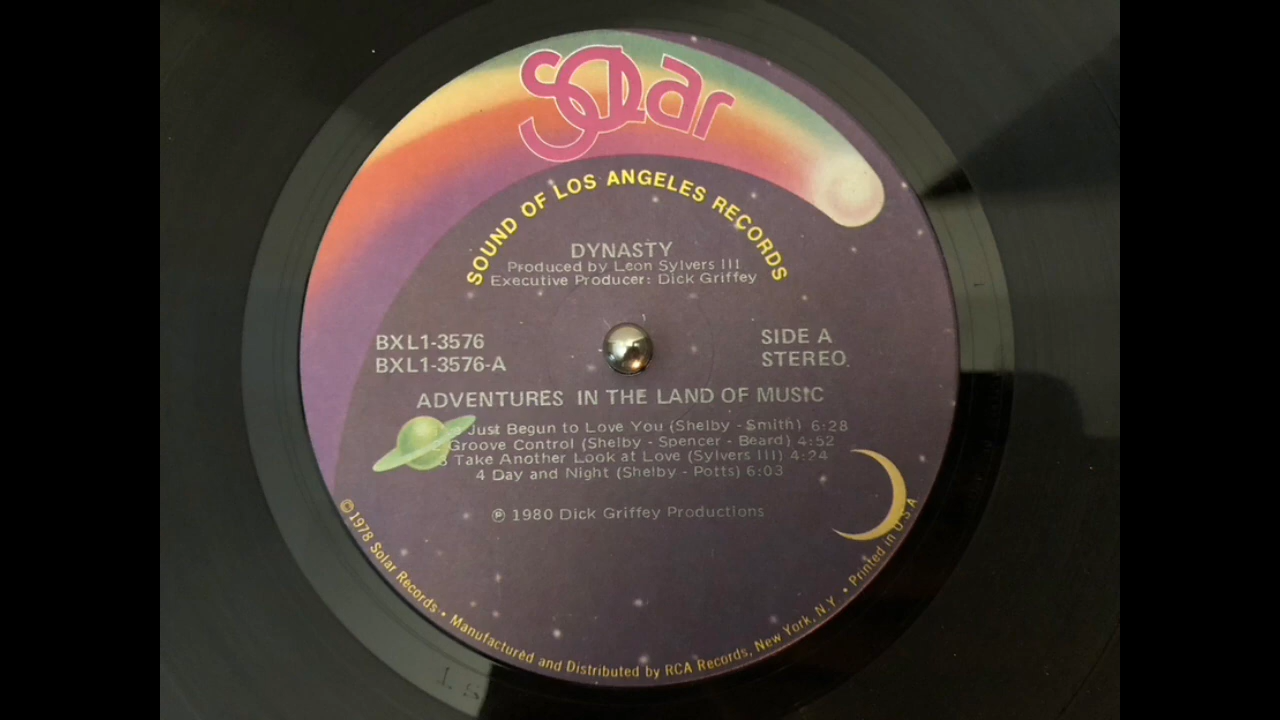 Solar
SOUND OF LOS ANGELES RECORDS
DYNASTY
Produced by Leon Sylvers III
Executive Producer: Dick Griffey
BXL1-3576
BXL1-3576-A
SIDE A
STEREO
ADVENTURES IN THE LAND OF MUSIC
Just Begun to Love You (Shelby - Smith) 6:28
2 Groove Control (Shelby - Spencer - Beard) 4:52
3 Take Another Look at Love (Sylvers III) 4:24
4 Day and Night (Shelby - Potts) 6:03
℗ 1980 Dick Griffey Productions
©1978 Solar Records • Manufactured and Distributed by RCA Records, New York, N.Y. • Printed in U.S.A